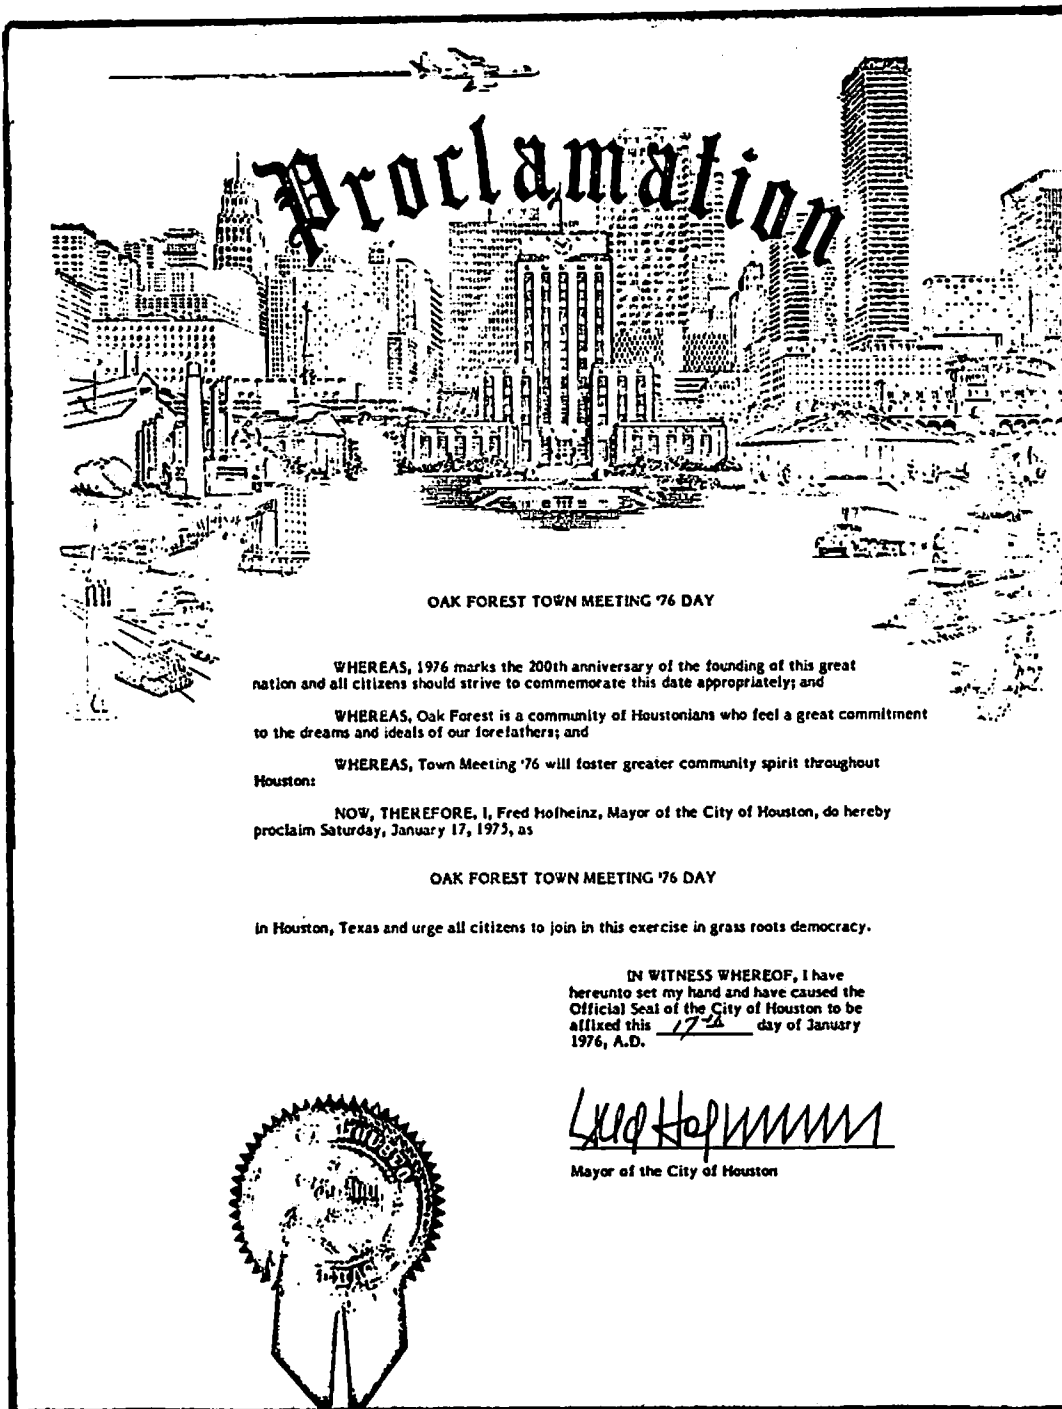 Proclamation
OAK FOREST TOWN MEETING '76 DAY
WHEREAS, 1976 marks the 200th anniversary of the founding of this great
nation and all citizens should strive to commemorate this date appropriately; and
WHEREAS, Oak Forest is a community of Houstonians who feel a great commitment
to the dreams and ideals of our forefathers; and
WHEREAS, Town Meeting '76 will foster greater community spirit throughout
Houston:
NOW, THEREFORE, I, Fred Hofheinz, Mayor of the City of Houston, do hereby
proclaim Saturday, January 17, 1975, as
OAK FOREST TOWN MEETING '76 DAY
in Houston, Texas and urge all citizens to join in this exercise in grass roots democracy.
IN WITNESS WHEREOF, I have
hereunto set my hand and have caused the
Official Seal of the City of Houston to be
affixed this 17th day of January
1976, A.D.
Mayor of the City of Houston